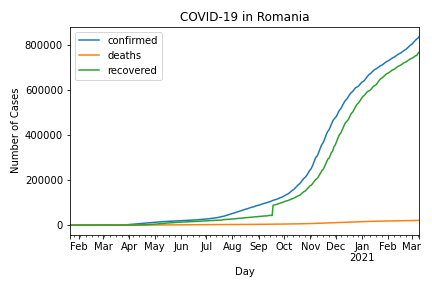 COVID-19 in Romania
confirmed
deaths
recovered
Number of Cases
800000
600000
400000
200000
0
Feb Mar Apr May Jun Jul Aug Sep Oct Nov Dec Jan Feb Mar
2021
Day